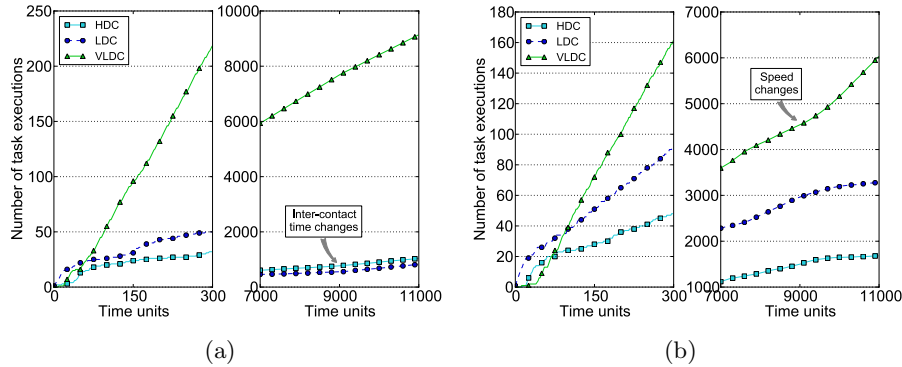 HDC
LDC
VLDC
Number of task executions
250
200
150
100
50
0
0
150
300
Time units
10000
8000
6000
4000
2000
0
7000
9000
11000
Time units
Inter-contact
time changes
(a)
HDC
LDC
VLDC
Number of task executions
180
160
140
120
100
80
60
40
20
0
0
150
300
Time units
7000
6000
5000
4000
3000
2000
1000
7000
9000
11000
Time units
Speed
changes
(b)